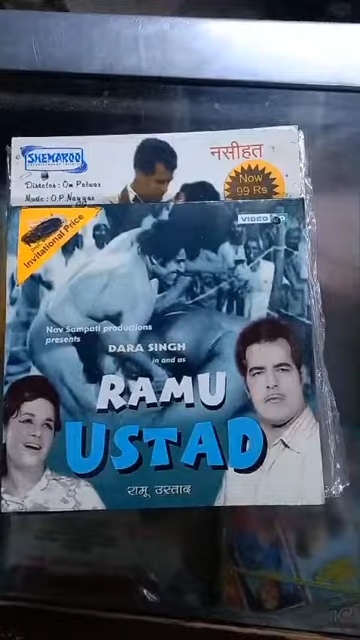 SHEMAROO
नसीहत
Director : Om Pelwar
Music : O.P. Nayyar
Now
99 Rs
VIDEO CD
Invitational Price
Nav Sampati productions
presents
DARA SINGH
in and as
RAMU
USTAD
रामू उस्ताद